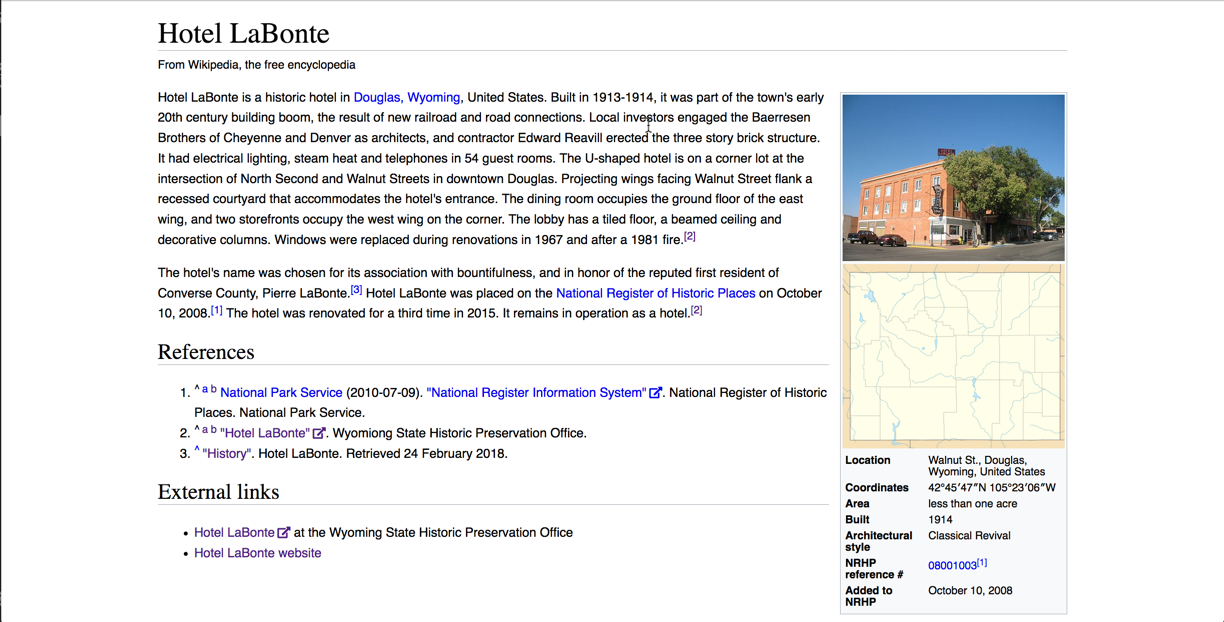 Hotel LaBonte
From Wikipedia, the free encyclopedia
Hotel LaBonte is a historic hotel in Douglas, Wyoming, United States. Built in 1913-1914, it was part of the town's early
20th century building boom, the result of new railroad and road connections. Local investors engaged the Baerresen
Brothers of Cheyenne and Denver as architects, and contractor Edward Reavill erected the three story brick structure.
It had electrical lighting, steam heat and telephones in 54 guest rooms. The U-shaped hotel is on a corner lot at the
intersection of North Second and Walnut Streets in downtown Douglas. Projecting wings facing Walnut Street flank a
recessed courtyard that accommodates the hotel's entrance. The dining room occupies the ground floor of the east
wing, and two storefronts occupy the west wing on the corner. The lobby has a tiled floor, a beamed ceiling and
decorative columns. Windows were replaced during renovations in 1967 and after a 1981 fire.[2]
The hotel's name was chosen for its association with bountifulness, and in honor of the reputed first resident of
Converse County, Pierre LaBonte.[3] Hotel LaBonte was placed on the National Register of Historic Places on October
10, 2008.[1] The hotel was renovated for a third time in 2015. It remains in operation as a hotel.[2]
References
1. ^ a b National Park Service (2010-07-09). "National Register Information System". National Register of Historic
Places. National Park Service.
2. ^ a b "Hotel LaBonte". Wyomiong State Historic Preservation Office.
3. ^ "History". Hotel LaBonte. Retrieved 24 February 2018.
External links
• Hotel LaBonte at the Wyoming State Historic Preservation Office
• Hotel LaBonte website
Location Walnut St., Douglas,
Wyoming, United States
Coordinates 42°45′47″N 105°23′06″W
Area less than one acre
Built 1914
Architectural style Classical Revival
NRHP reference # 08001003[1]
Added to NRHP October 10, 2008